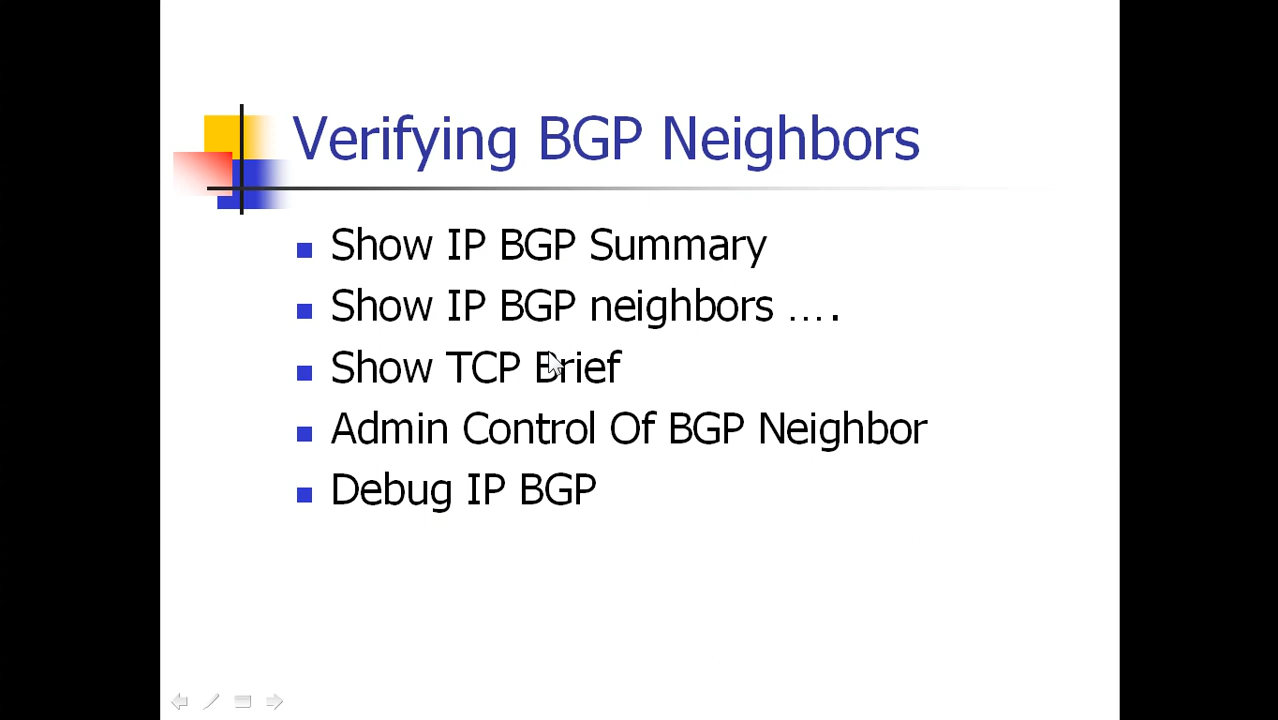 Verifying BGP Neighbors
Show IP BGP Summary
Show IP BGP neighbors ….
Show TCP Brief
Admin Control Of BGP Neighbor
Debug IP BGP